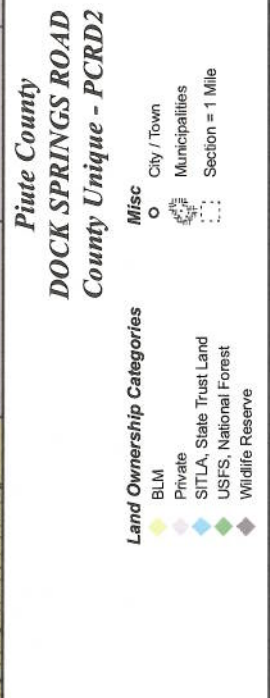 Piute County
DOCK SPRINGS ROAD
County Unique - PCRD2
Land Ownership Categories
BLM
Private
SITLA, State Trust Land
USFS, National Forest
Wildlife Reserve
Misc
City / Town
Municipalities
Section = 1 Mile